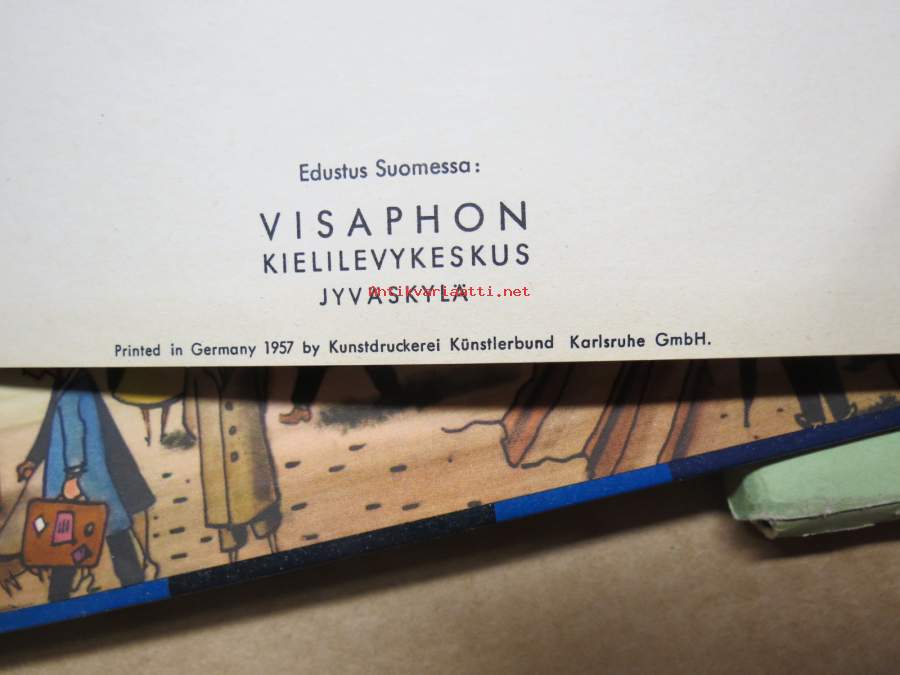 Edustus Suomessa:
VISAPHON
KIELILEVYKESKUS
JYVÄSKYLÄ
Antikvariaatti.net
Printed in Germany 1957 by Kunstdruckerei Künstlerbund Karlsruhe GmbH.